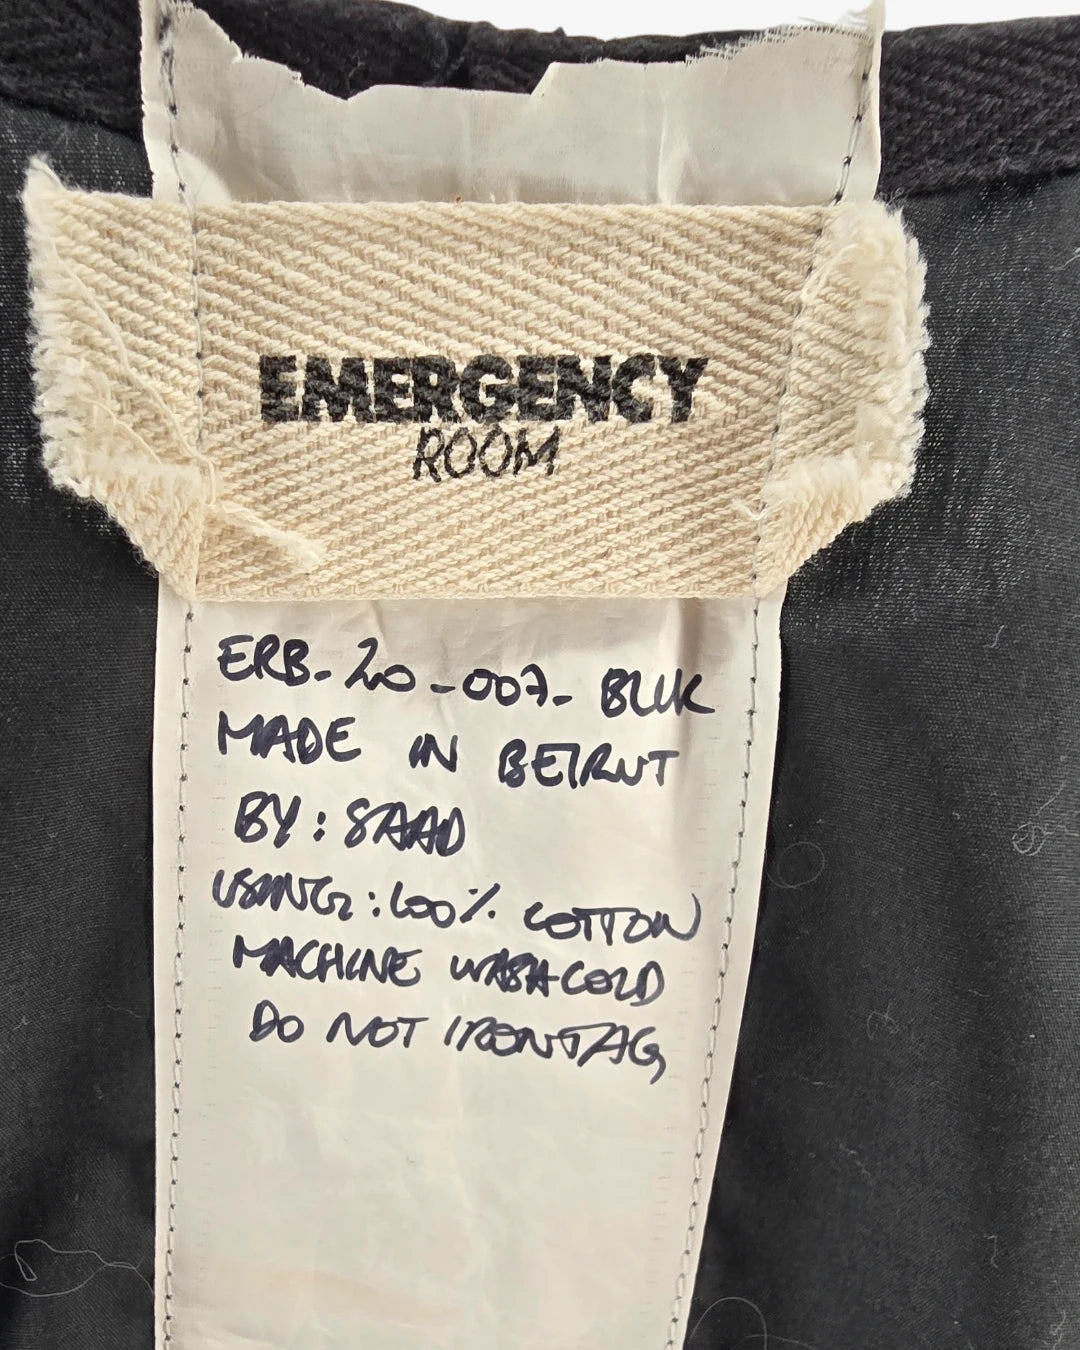 EMERGENCY
ROOM
ERB-20-007-BLUK
MADE IN BEIRUT
BY: SAAD
USING: 100% COTTON
MACHINE WASH COLD
DO NOT IRON TAG